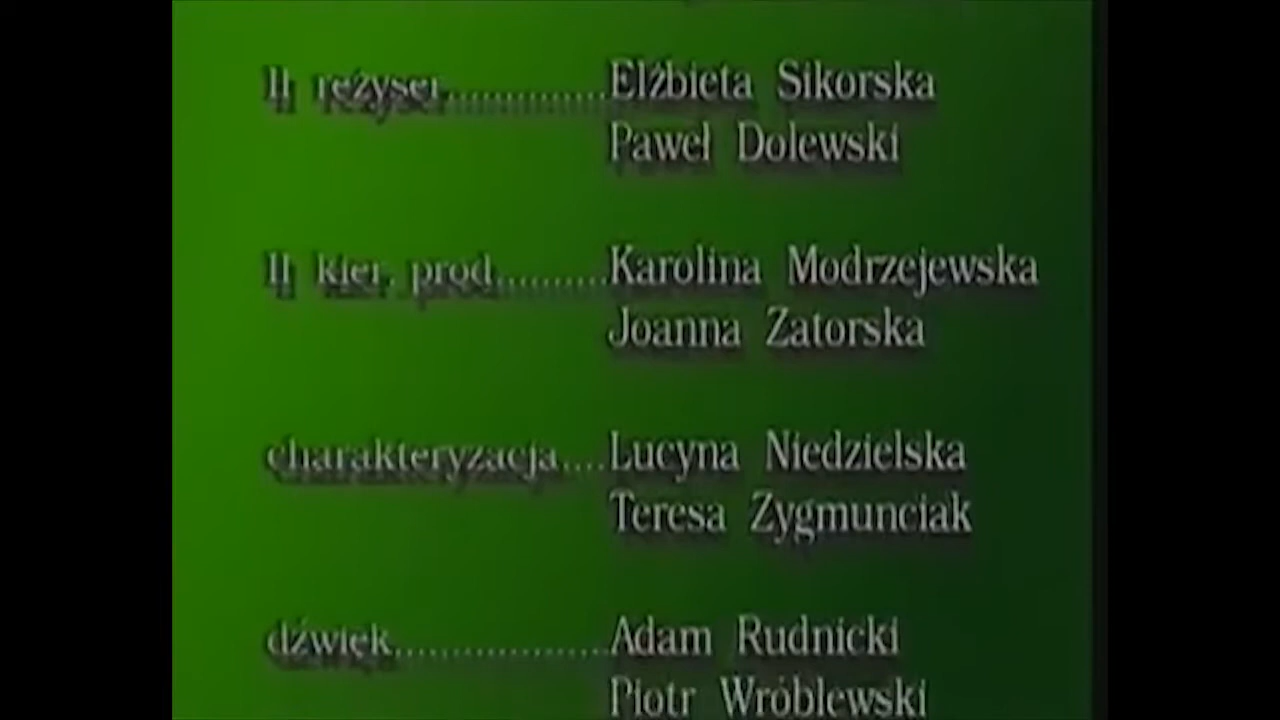 II reżyser..............Elżbieta Sikorska
Paweł Dolewski
II kier. prod..........Karolina Modrzejewska
Joanna Zatorska
charakteryzacja....Lucyna Niedzielska
Teresa Zygmunciak
dźwięk...................Adam Rudnicki
Piotr Wróblewski